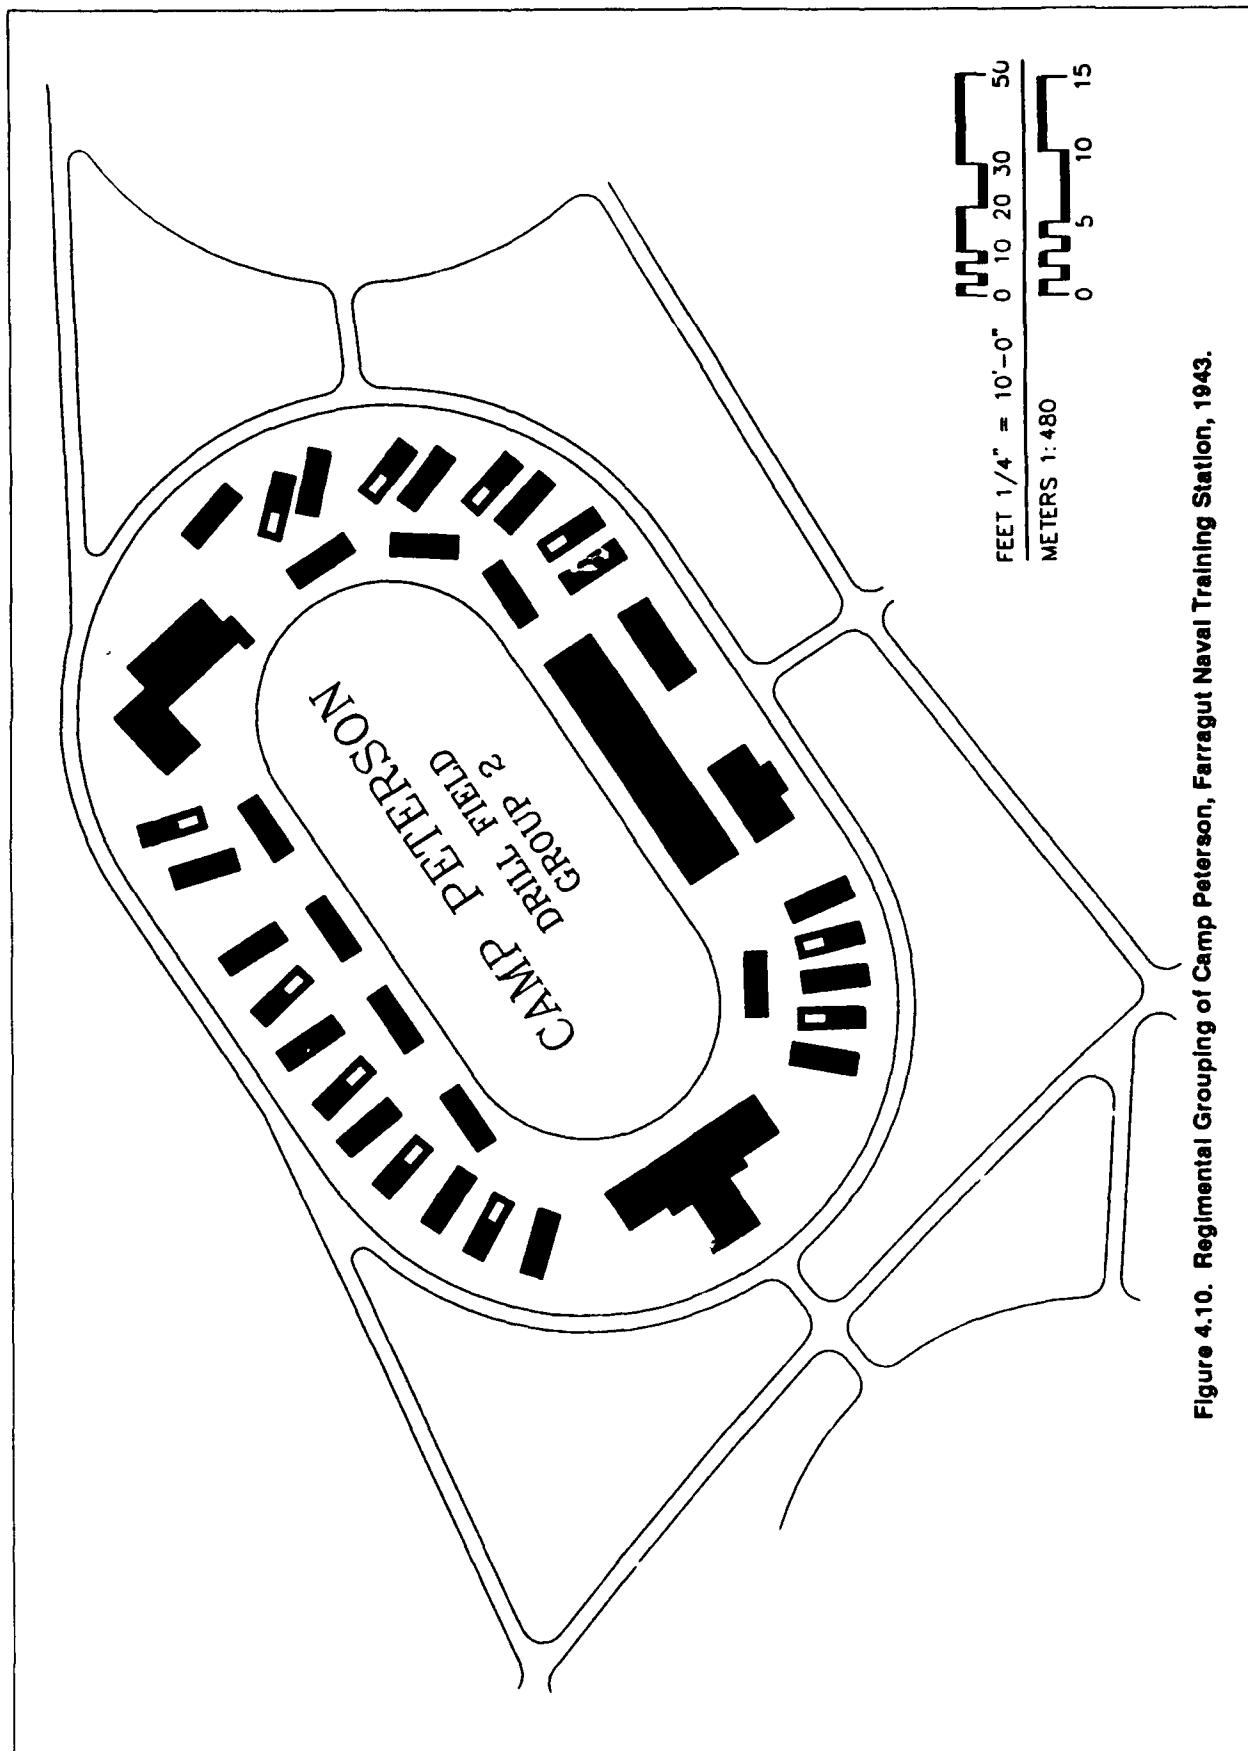 CAMP PETERSON
DRILL FIELD
GROUP 2
FEET 1/4" = 10'-0"
0 10 20 30 50
METERS 1:480
0 5 10 15
Figure 4.10. Regimental Grouping of Camp Peterson, Farragut Naval Training Station, 1943.